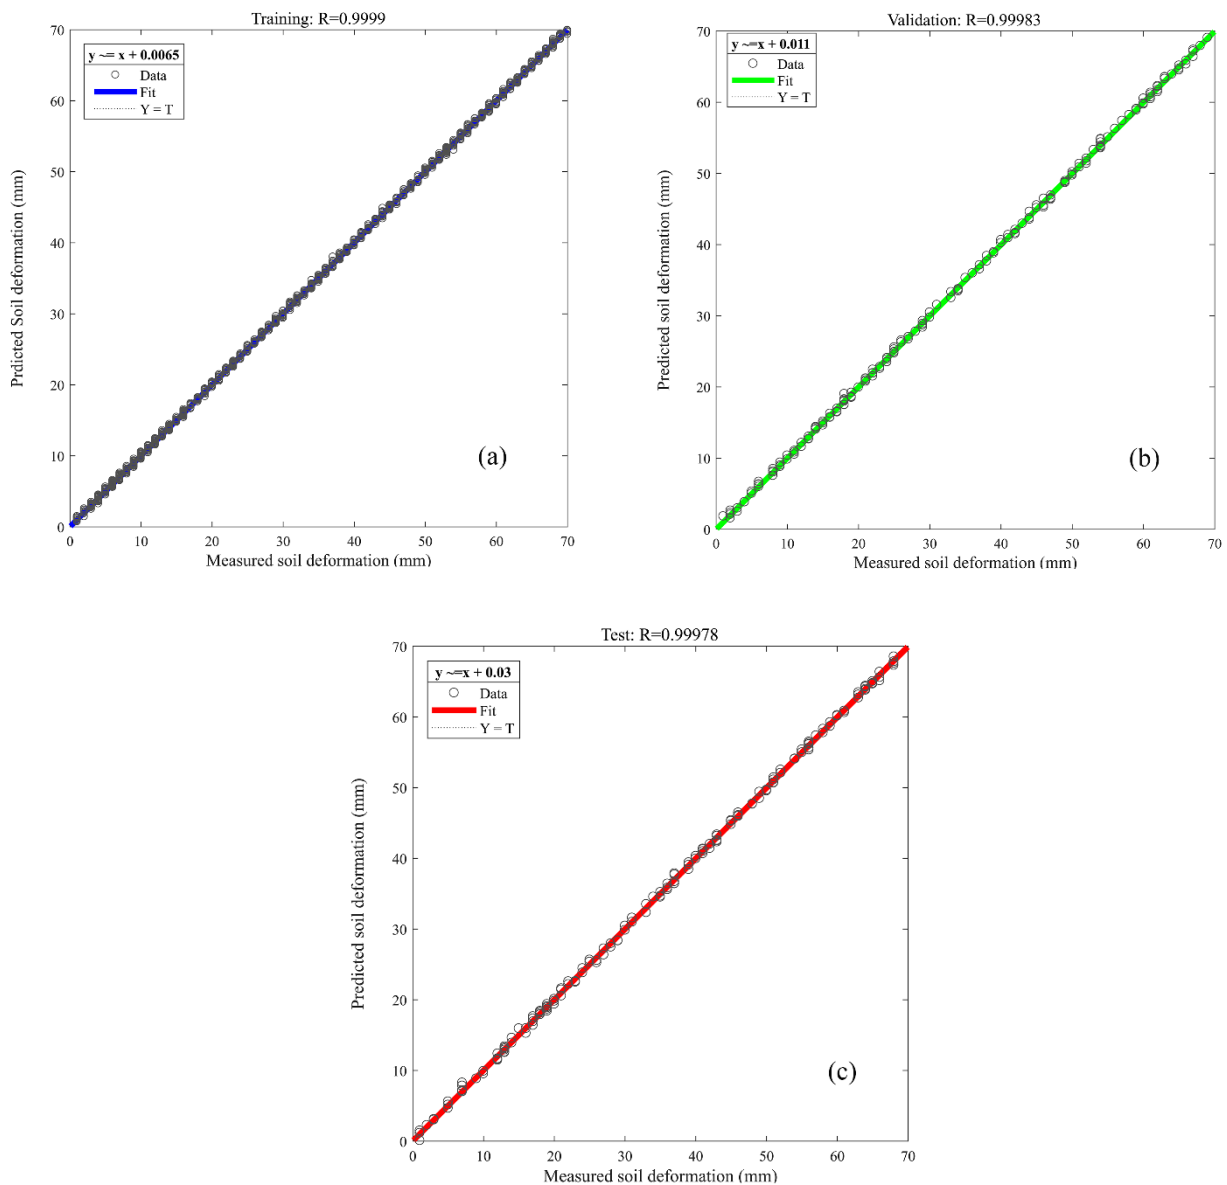 Training: R=0.9999
y ~= x + 0.0065
Data
Fit
Y = T
Prdicted Soil deformation (mm)
70
60
50
40
30
20
10
0
(a)
0 10 20 30 40 50 60 70
Measured soil deformation (mm)
Validation: R=0.99983
y ~=x + 0.011
Data
Fit
Y = T
Predicted soil deformation (mm)
70
60
50
40
30
20
10
0
(b)
0 10 20 30 40 50 60 70
Measured soil deformation (mm)
Test: R=0.99978
y ~=x + 0.03
Data
Fit
Y = T
Predicted soil deformation (mm)
70
60
50
40
30
20
10
0
(c)
0 10 20 30 40 50 60 70
Measured soil deformation (mm)